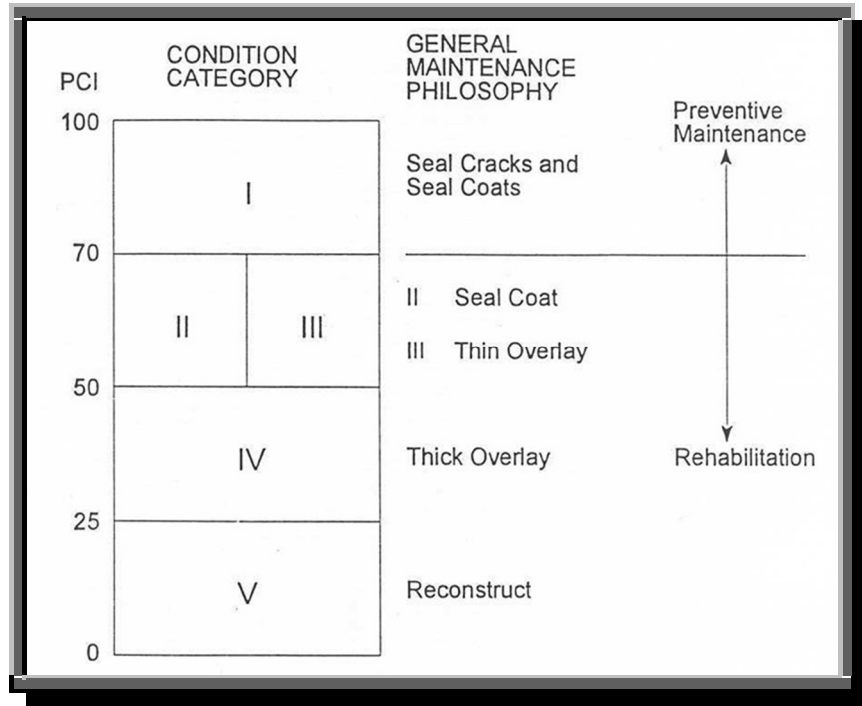 PCI
CONDITION
CATEGORY
GENERAL
MAINTENANCE
PHILOSOPHY
Preventive
Maintenance
100
I
Seal Cracks and
Seal Coats
70
II
III
II Seal Coat
III Thin Overlay
50
IV
Thick Overlay
Rehabilitation
25
V
Reconstruct
0